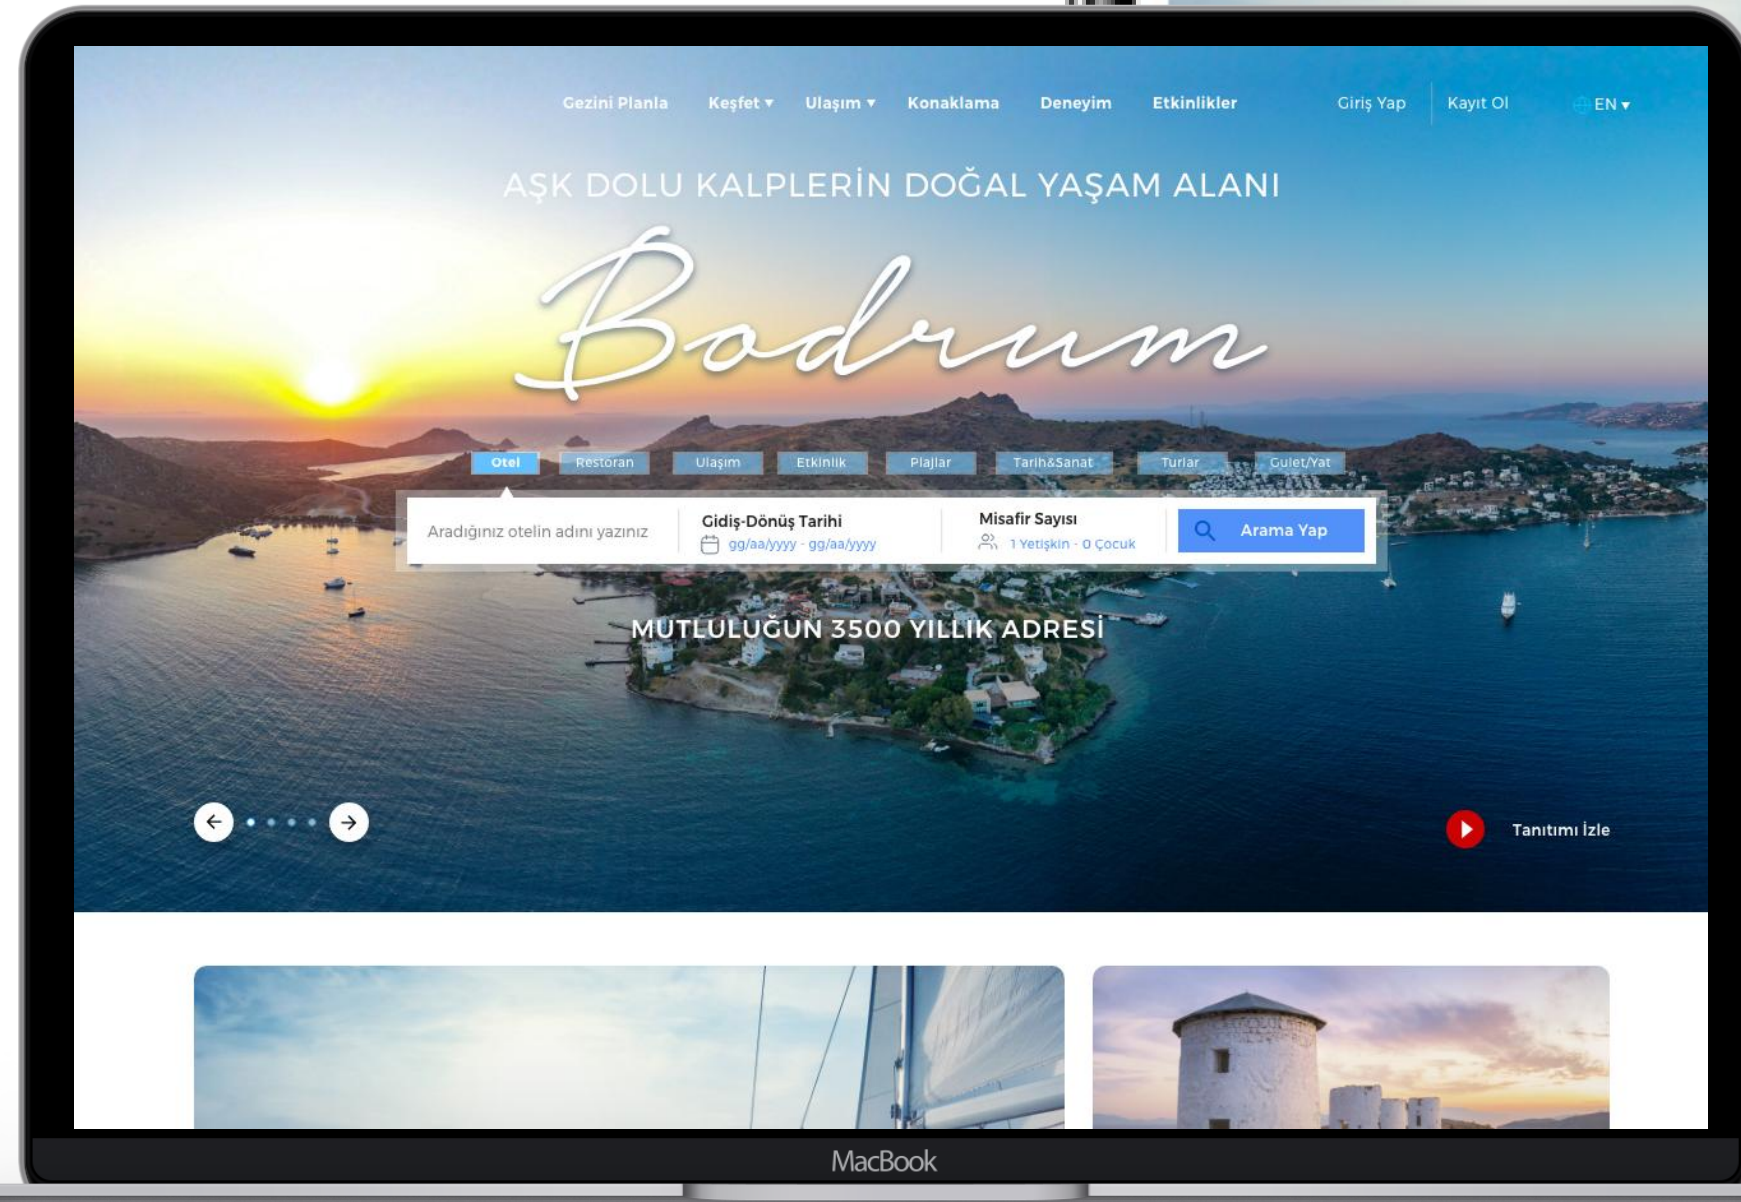 Gezini Planla Keşfet Ulaşım Konaklama Deneyim Etkinlikler Giriş Yap Kayıt Ol EN
AŞK DOLU KALPLERİN DOĞAL YAŞAM ALANI
Bodrum
Otel Restoran Ulaşım Etkinlik Plajlar Tarih&Sanat Turlar Gulet/Yat
Aradığınız otelin adını yazınız
Gidiş-Dönüş Tarihi
gg/aa/yyyy - gg/aa/yyyy
Misafir Sayısı
1 Yetişkin - 0 Çocuk
Arama Yap
MUTLULUĞUN 3500 YILLIK ADRESİ
Tanıtımı İzle
MacBook